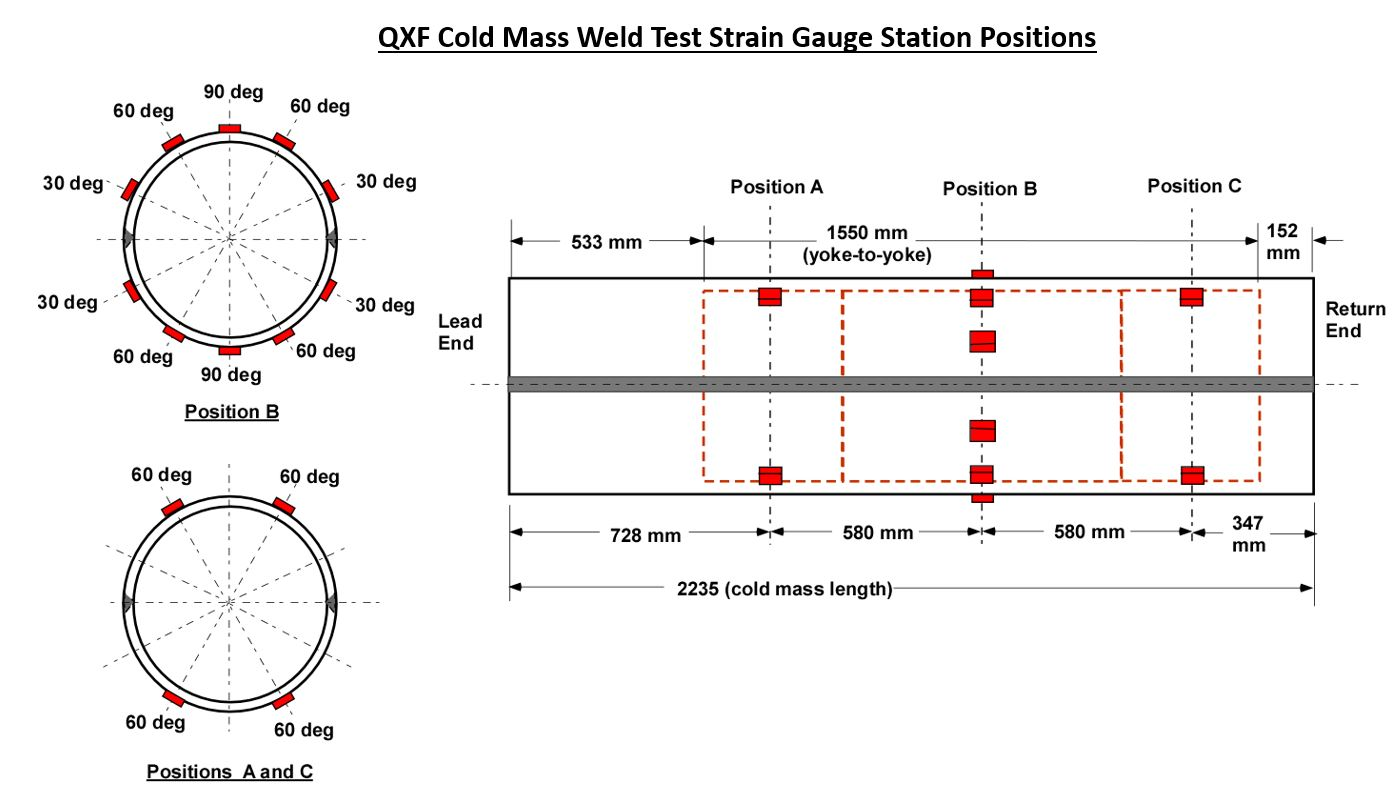 QXF Cold Mass Weld Test Strain Gauge Station Positions
90 deg
60 deg
60 deg
30 deg
30 deg
30 deg
30 deg
60 deg
60 deg
90 deg
Position B
60 deg
60 deg
60 deg
60 deg
Positions A and C
Position A
Position B
Position C
533 mm
1550 mm
(yoke-to-yoke)
152
mm
Lead
End
Return
End
728 mm
580 mm
580 mm
347
mm
2235 (cold mass length)